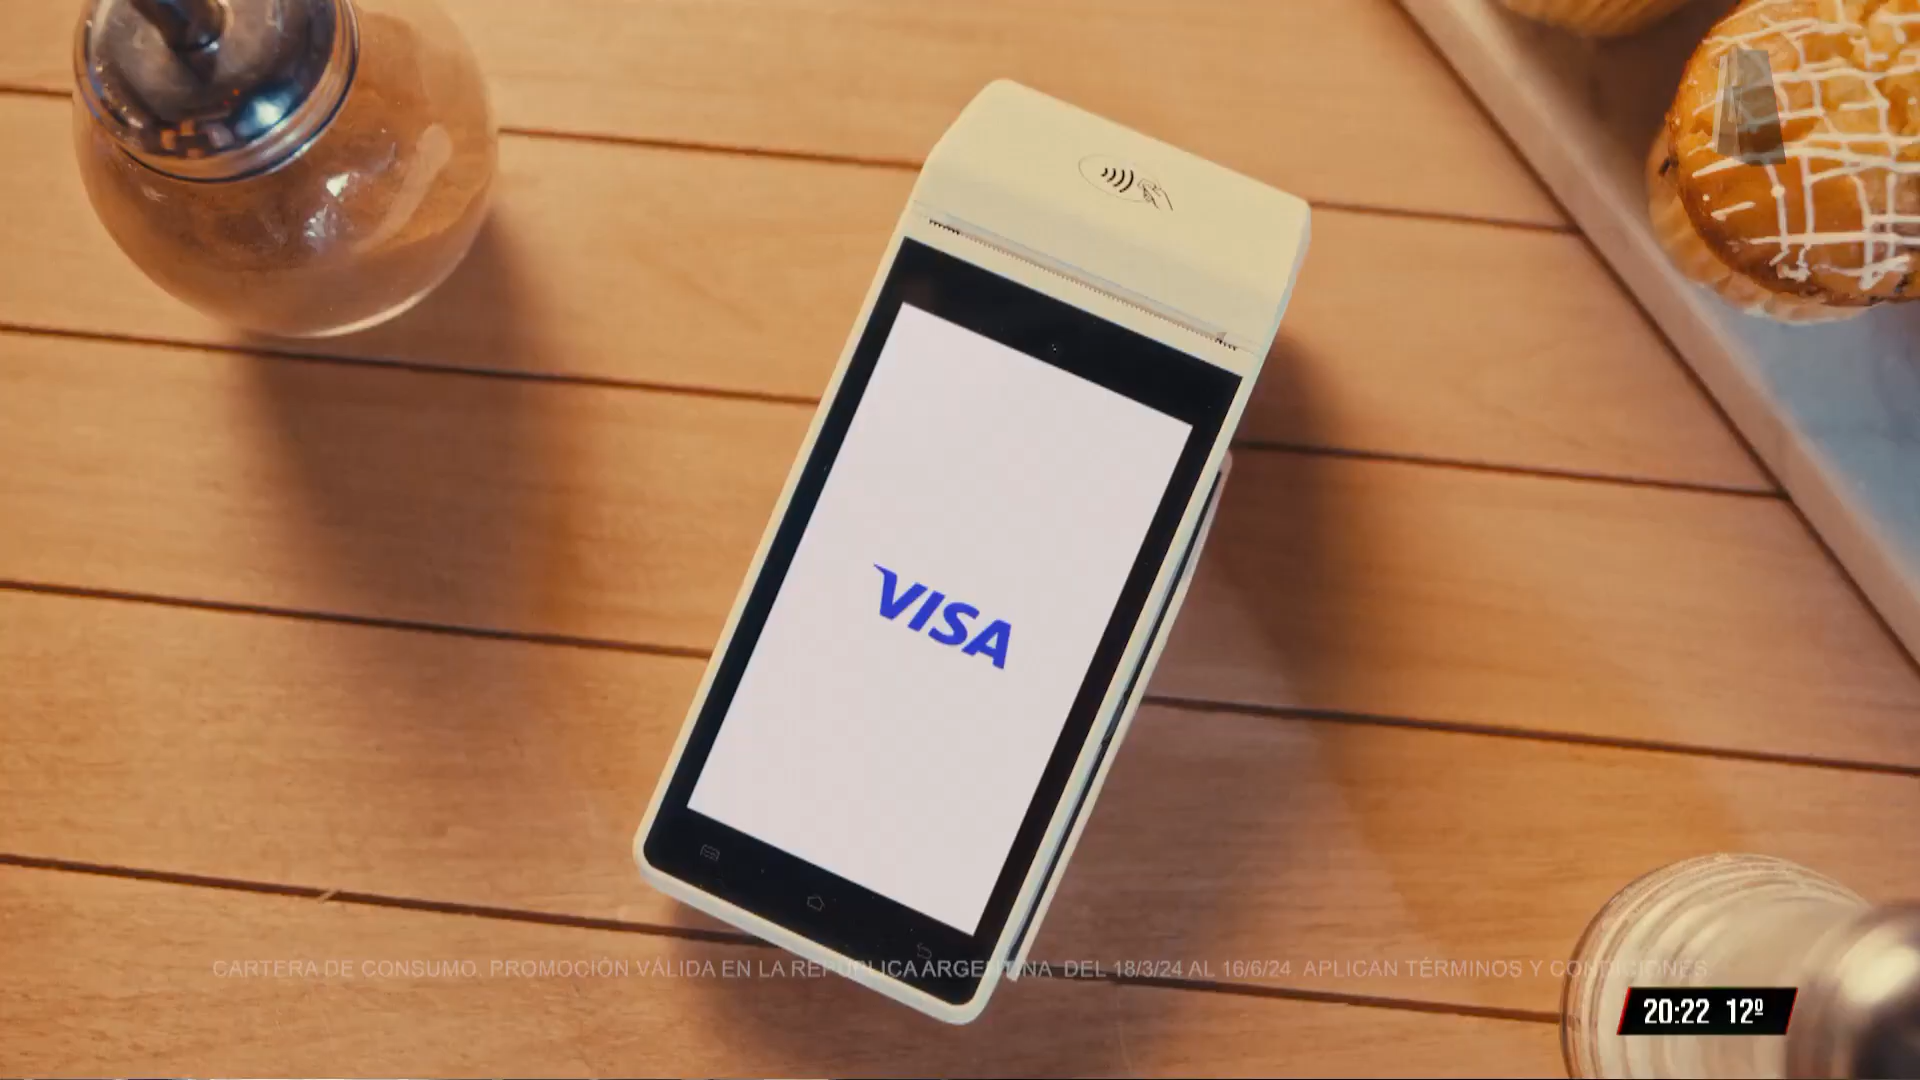 VISA
CARTERA DE CONSUMO. PROMOCIÓN VÁLIDA EN LA REPÚBLICA ARGENTINA DEL 18/3/24 AL 16/6/24 APLICAN TÉRMINOS Y CONDICIONES
20:22 12º